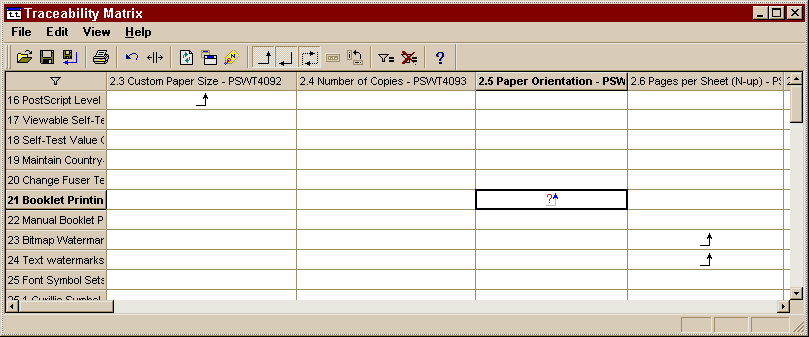 Traceability Matrix
File Edit View Help
2.3 Custom Paper Size - PSWT4092 2.4 Number of Copies - PSWT4093 2.5 Paper Orientation - PSW 2.6 Pages per Sheet (N-up) - PS 2
16 PostScript Level
17 Viewable Self-Te
18 Self-Test Value C
19 Maintain Country-
20 Change Fuser Te
21 Booklet Printin ?
22 Manual Booklet P
23 Bitmap Watermar
24 Text watermarks
25 Font Symbol Sets
25.1 Cyrillic Symbol